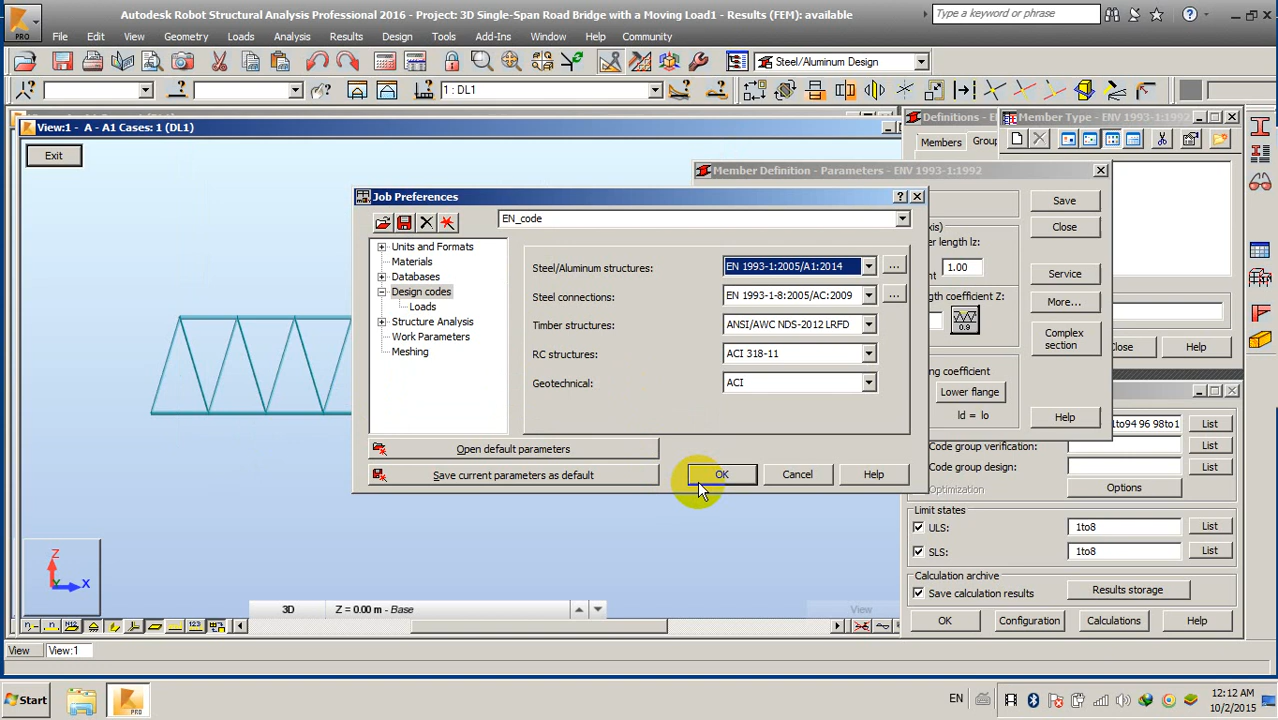 Autodesk Robot Structural Analysis Professional 2016 - Project: 3D Single-Span Road Bridge with a Moving Load1 - Results (FEM): available
Type a keyword or phrase
PRO
File Edit View Geometry Loads Analysis Results Design Tools Add-Ins Window Help Community
Steel/Aluminum Design
1 : DL1
View:1 - A - A1 Cases: 1 (DL1)
Definitions - E
Member Type - ENV 1993-1:1992
Exit
Members
Member Definition - Parameters - ENV 1993-1:1992
Job Preferences
EN_code
Save
Close
Units and Formats
Materials
Databases
Design codes
Loads
Structure Analysis
Work Parameters
Meshing
Steel/Aluminum structures: EN 1993-1:2005/A1:2014 ...
Steel connections: EN 1993-1-8:2005/AC:2009 ...
Timber structures: ANSI/AWC NDS-2012 LRFD
RC structures: ACI 318-11
Geotechnical: ACI
1.00
Service
More...
Complex section
0.9
Lower flange
ld = lo
Help
Close Help
Open default parameters
Save current parameters as default
OK Cancel Help
1to94 96 98to1 List
Code group verification: List
Code group design: List
Optimization Options
Limit states
ULS: 1to8 List
SLS: 1to8 List
Calculation archive
Save calculation results Results storage
OK Configuration Calculations Help
Z
Y X
3D Z = 0.00 m - Base View
View View:1
Start PRO EN 12:12 AM
10/2/2015